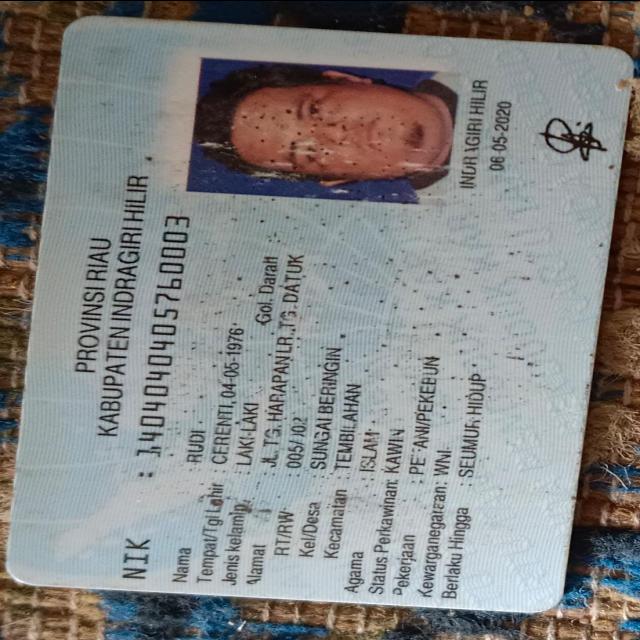 PROVINSI RIAU
KABUPATEN INDRAGIRI HILIR
NIK : 1404040405760003
Nama : RUDI
Tempat/Tgl Lahir : CERENTI, 04-05-1976
Jenis kelamin : LAKI-LAKI Gol. Darah
Alamat : JL. TG. HARAPAN LR. TG. DATUK
RT/RW : 005/02
Kel/Desa : SUNGAI BERINGIN
Kecamatan : TEMBILAHAN
Agama : ISLAM
Status Perkawinan: KAWIN
Pekerjaan : PETANI/PEKEBUN
Kewarganegaraan: WNI
Berlaku Hingga : SEUMUR HIDUP
INDRAGIRI HILIR
06-05-2020